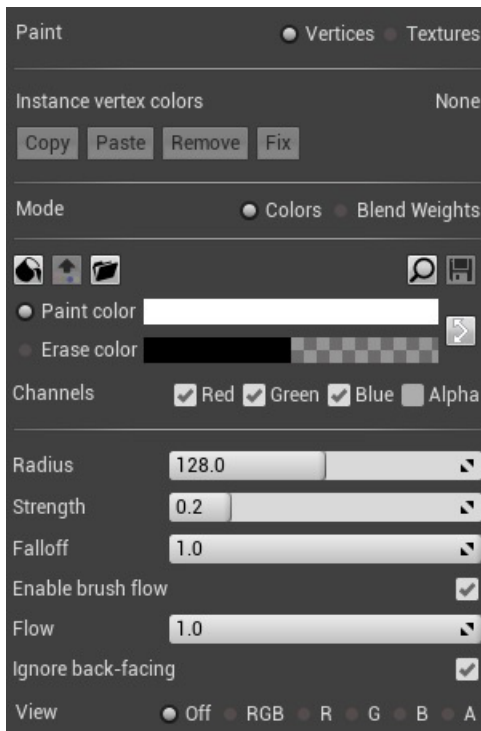 Paint Vertices Textures
Instance vertex colors None
Copy Paste Remove Fix
Mode Colors Blend Weights
Paint color
Erase color
Channels Red Green Blue Alpha
Radius 128.0
Strength 0.2
Falloff 1.0
Enable brush flow
Flow 1.0
Ignore back-facing
View Off RGB R G B A